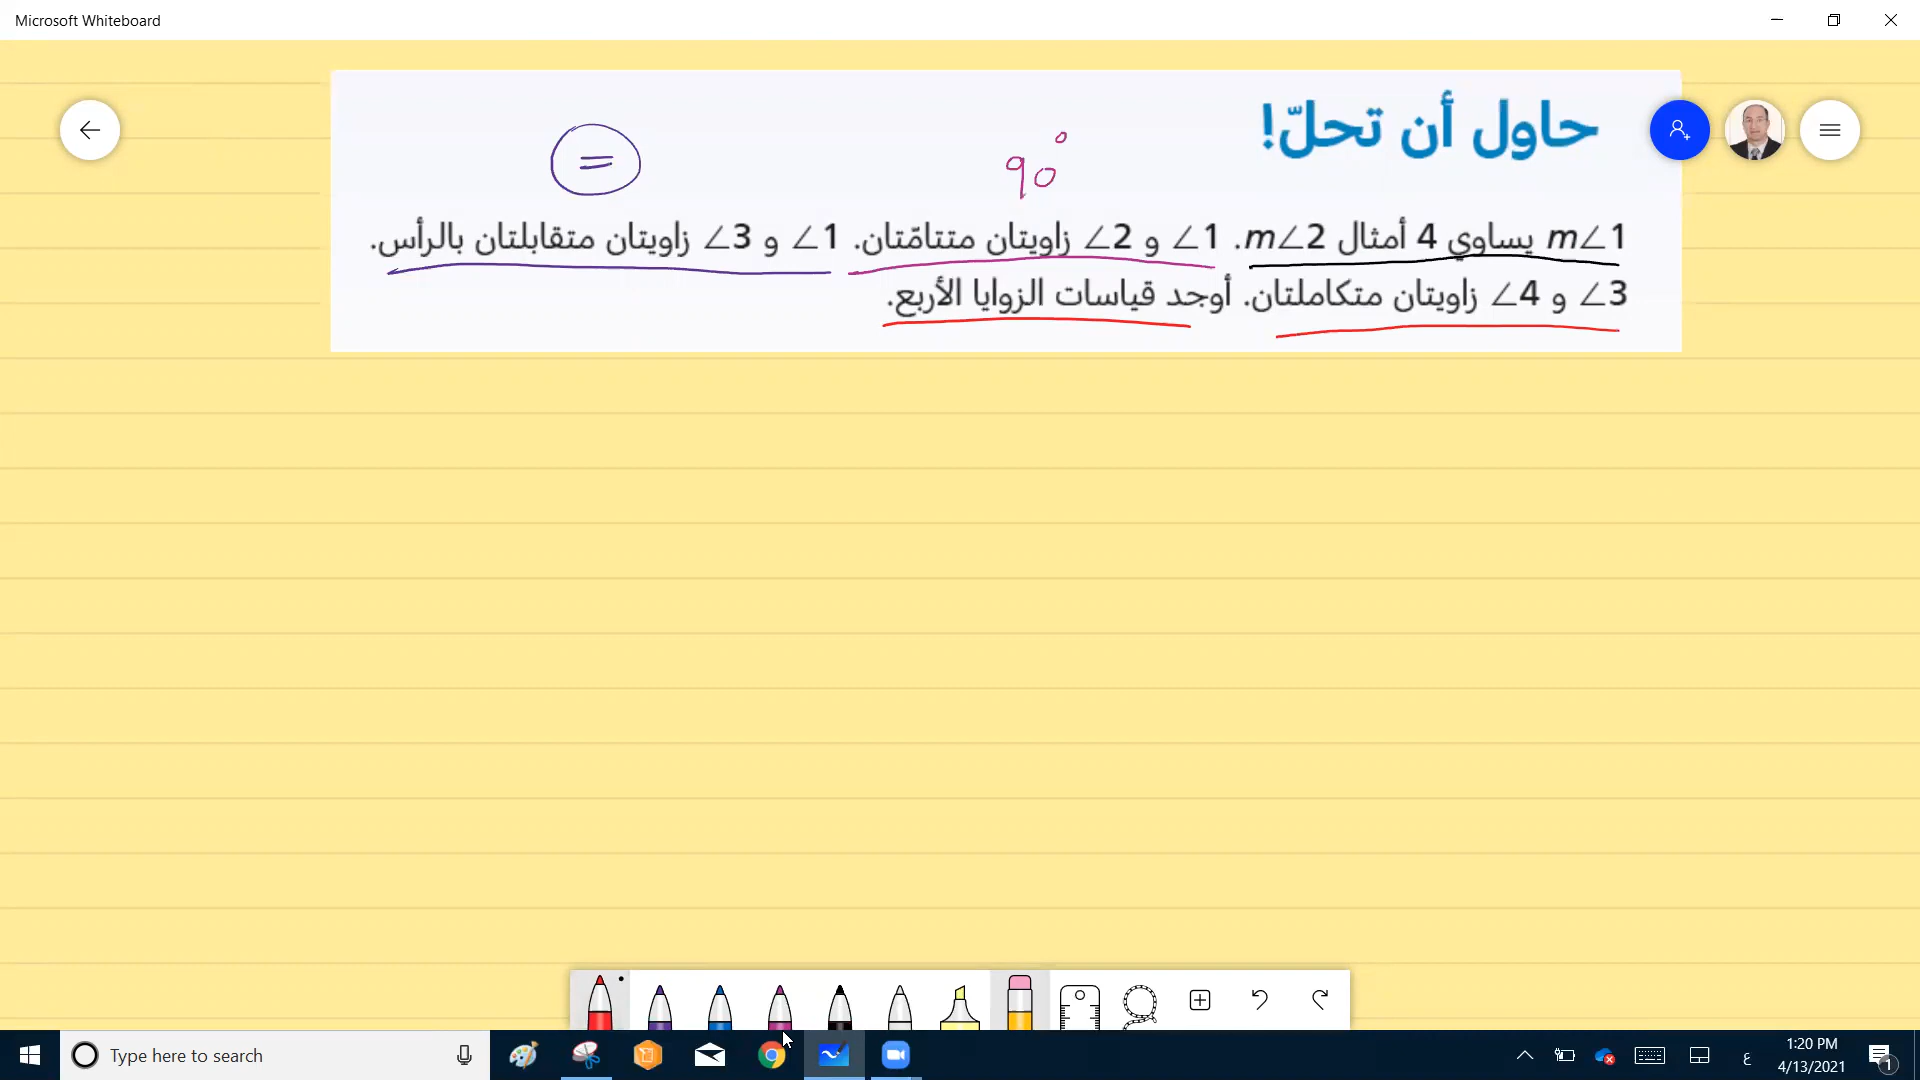 Microsoft Whiteboard
حاول أن تحلّ!
=
90°
m∠1 يساوي 4 أمثال m∠2. ∠1 و ∠2 زاويتان متتامّتان. ∠1 و ∠3 زاويتان متقابلتان بالرأس.
∠3 و ∠4 زاويتان متكاملتان. أوجد قياسات الزوايا الأربع.
Type here to search
ع
1:20 PM
4/13/2021
1